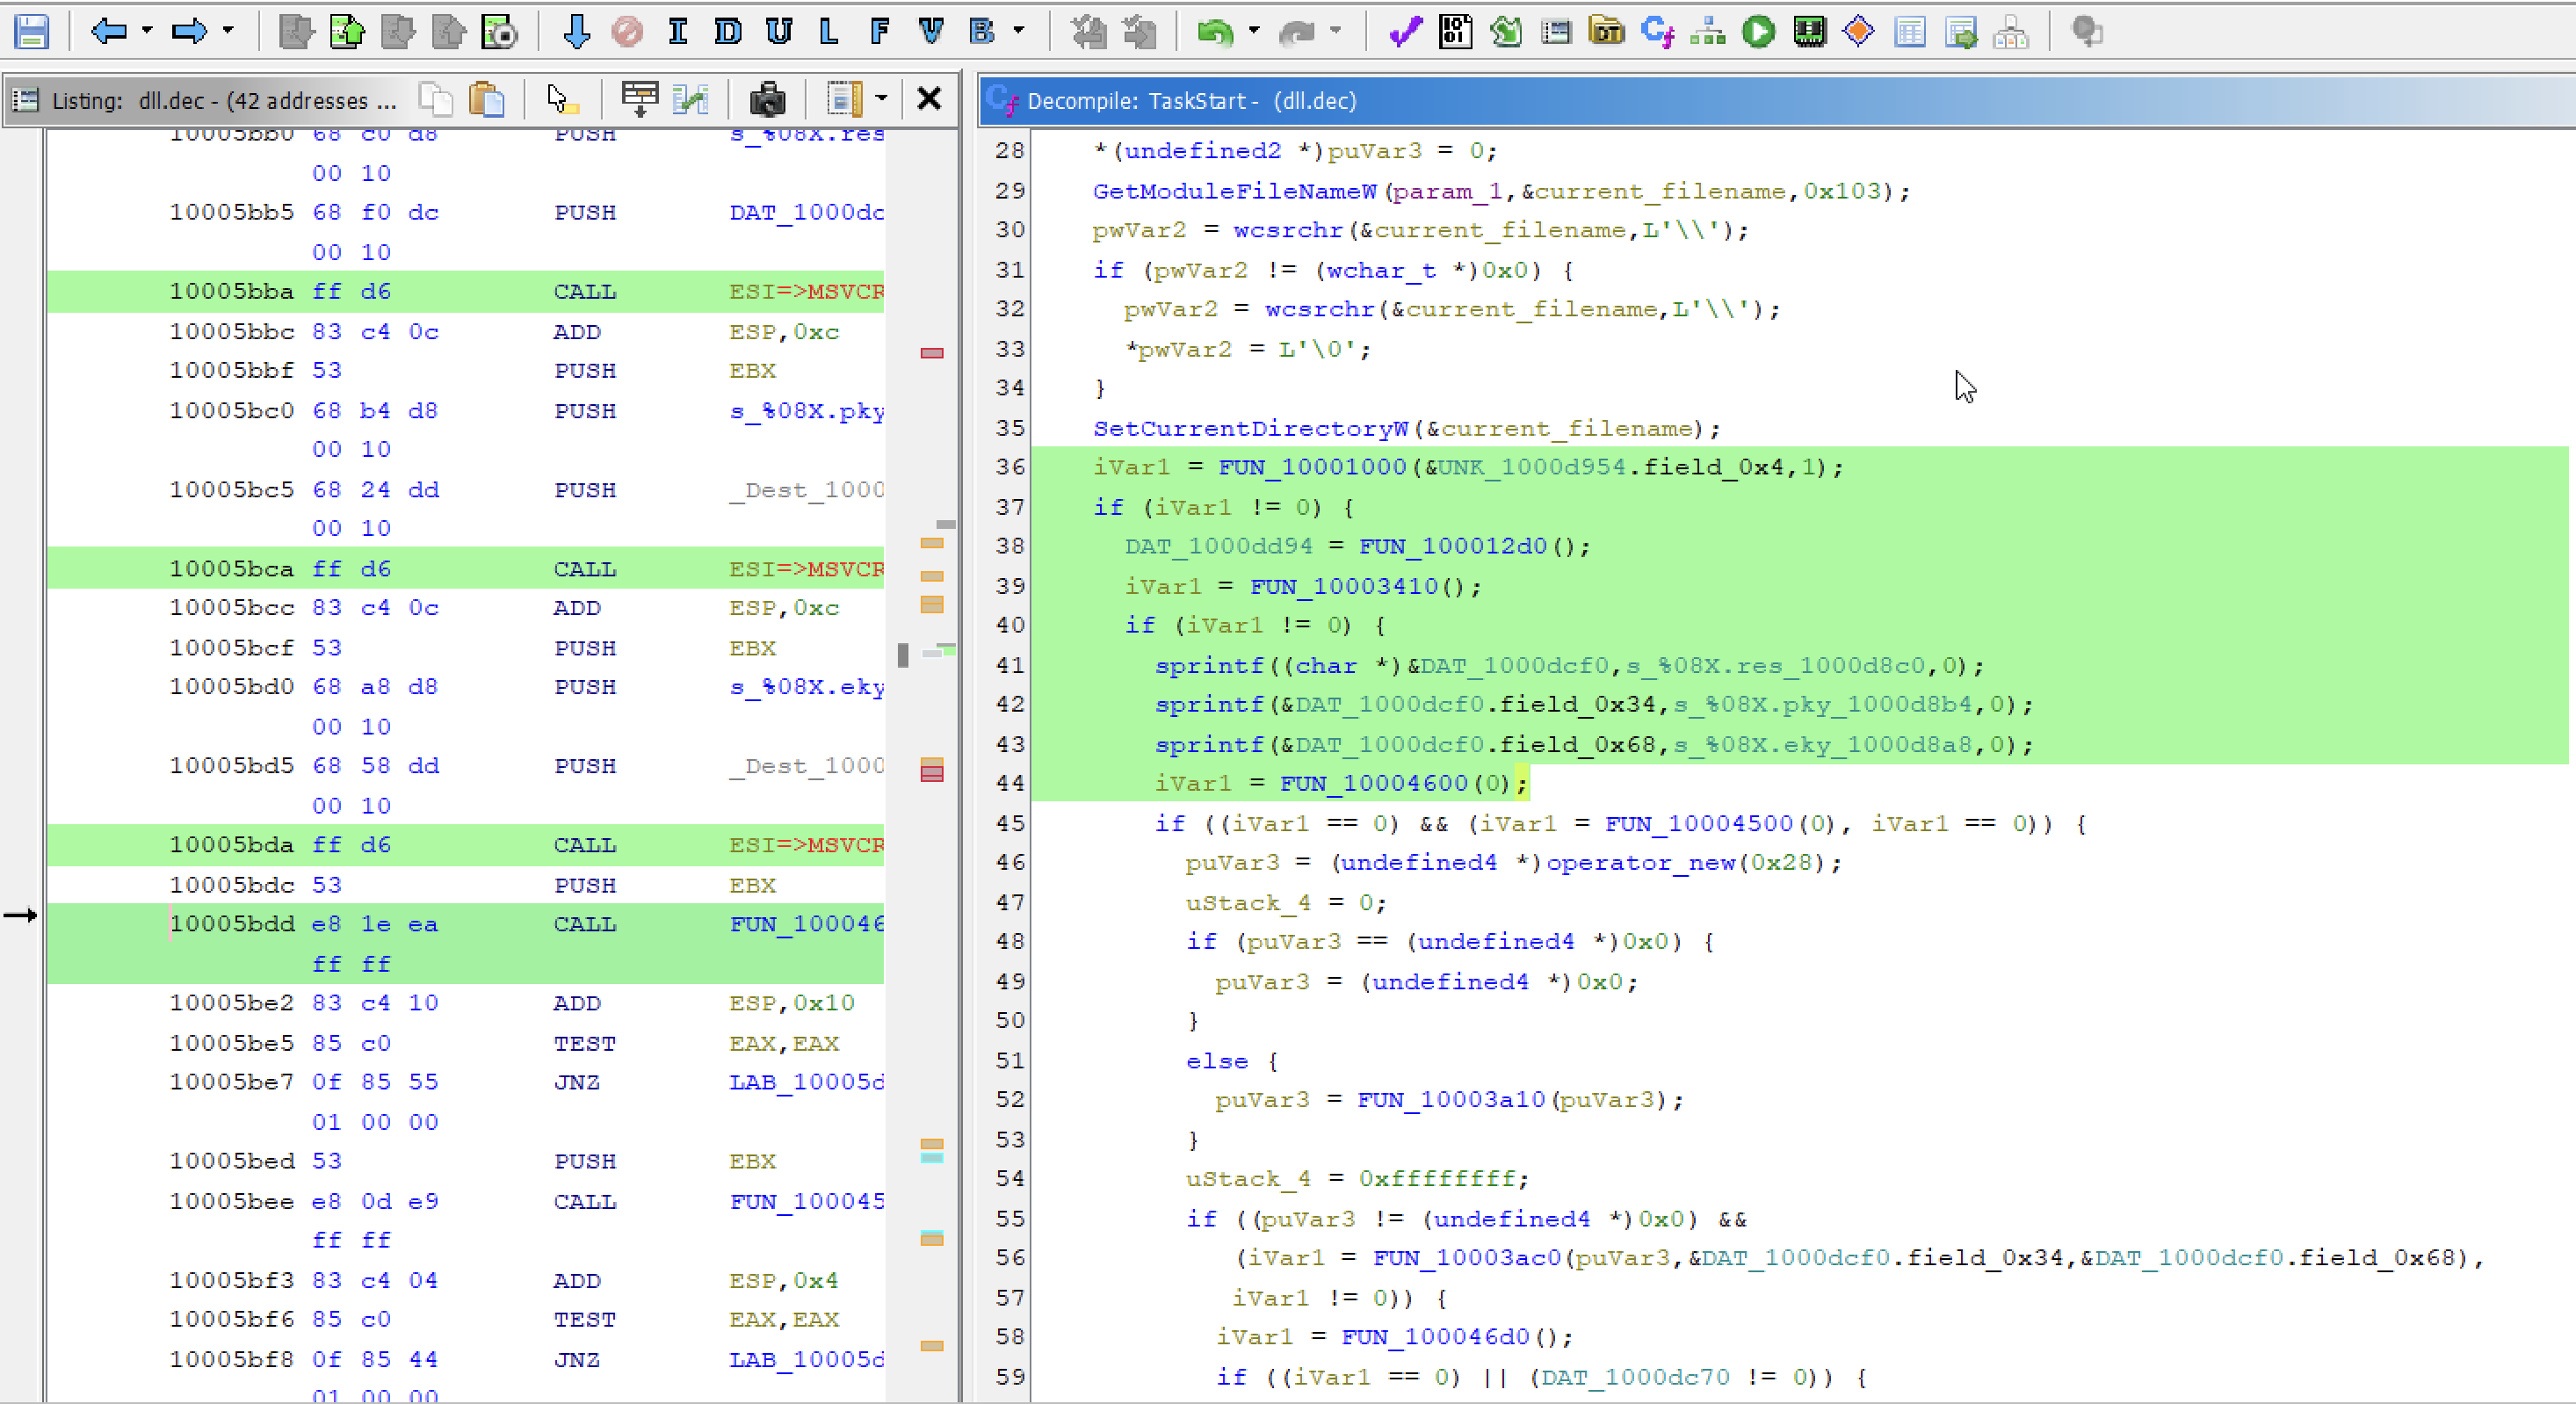 I D U L F V B
Listing: dll.dec - (42 addresses ...
10005bb0 68 c0 d8 PUSH s_%08X.res
00 10
10005bb5 68 f0 dc PUSH DAT_1000dc
00 10
10005bba ff d6 CALL ESI=>MSVCR
10005bbc 83 c4 0c ADD ESP,0xc
10005bbf 53 PUSH EBX
10005bc0 68 b4 d8 PUSH s_%08X.pky
00 10
10005bc5 68 24 dd PUSH _Dest_1000
00 10
10005bca ff d6 CALL ESI=>MSVCR
10005bcc 83 c4 0c ADD ESP,0xc
10005bcf 53 PUSH EBX
10005bd0 68 a8 d8 PUSH s_%08X.eky
00 10
10005bd5 68 58 dd PUSH _Dest_1000
00 10
10005bda ff d6 CALL ESI=>MSVCR
10005bdc 53 PUSH EBX
10005bdd e8 1e ea CALL FUN_100046
ff ff
10005be2 83 c4 10 ADD ESP,0x10
10005be5 85 c0 TEST EAX,EAX
10005be7 0f 85 55 JNZ LAB_10005d
01 00 00
10005bed 53 PUSH EBX
10005bee e8 0d e9 CALL FUN_100045
ff ff
10005bf3 83 c4 04 ADD ESP,0x4
10005bf6 85 c0 TEST EAX,EAX
10005bf8 0f 85 44 JNZ LAB_10005d
01 00 00
Decompile: TaskStart - (dll.dec)
28 *(undefined2 *)puVar3 = 0;
29 GetModuleFileNameW(param_1,&current_filename,0x103);
30 pwVar2 = wcsrchr(&current_filename,L'\\');
31 if (pwVar2 != (wchar_t *)0x0) {
32 pwVar2 = wcsrchr(&current_filename,L'\\');
33 *pwVar2 = L'\0';
34 }
35 SetCurrentDirectoryW(&current_filename);
36 iVar1 = FUN_10001000(&UNK_1000d954.field_0x4,1);
37 if (iVar1 != 0) {
38 DAT_1000dd94 = FUN_100012d0();
39 iVar1 = FUN_10003410();
40 if (iVar1 != 0) {
41 sprintf((char *)&DAT_1000dcf0,s_%08X.res_1000d8c0,0);
42 sprintf(&DAT_1000dcf0.field_0x34,s_%08X.pky_1000d8b4,0);
43 sprintf(&DAT_1000dcf0.field_0x68,s_%08X.eky_1000d8a8,0);
44 iVar1 = FUN_10004600(0);
45 if ((iVar1 == 0) && (iVar1 = FUN_10004500(0), iVar1 == 0)) {
46 puVar3 = (undefined4 *)operator_new(0x28);
47 uStack_4 = 0;
48 if (puVar3 == (undefined4 *)0x0) {
49 puVar3 = (undefined4 *)0x0;
50 }
51 else {
52 puVar3 = FUN_10003a10(puVar3);
53 }
54 uStack_4 = 0xffffffff;
55 if ((puVar3 != (undefined4 *)0x0) &&
56 (iVar1 = FUN_10003ac0(puVar3,&DAT_1000dcf0.field_0x34,&DAT_1000dcf0.field_0x68),
57 iVar1 != 0)) {
58 iVar1 = FUN_100046d0();
59 if ((iVar1 == 0) || (DAT_1000dc70 != 0)) {